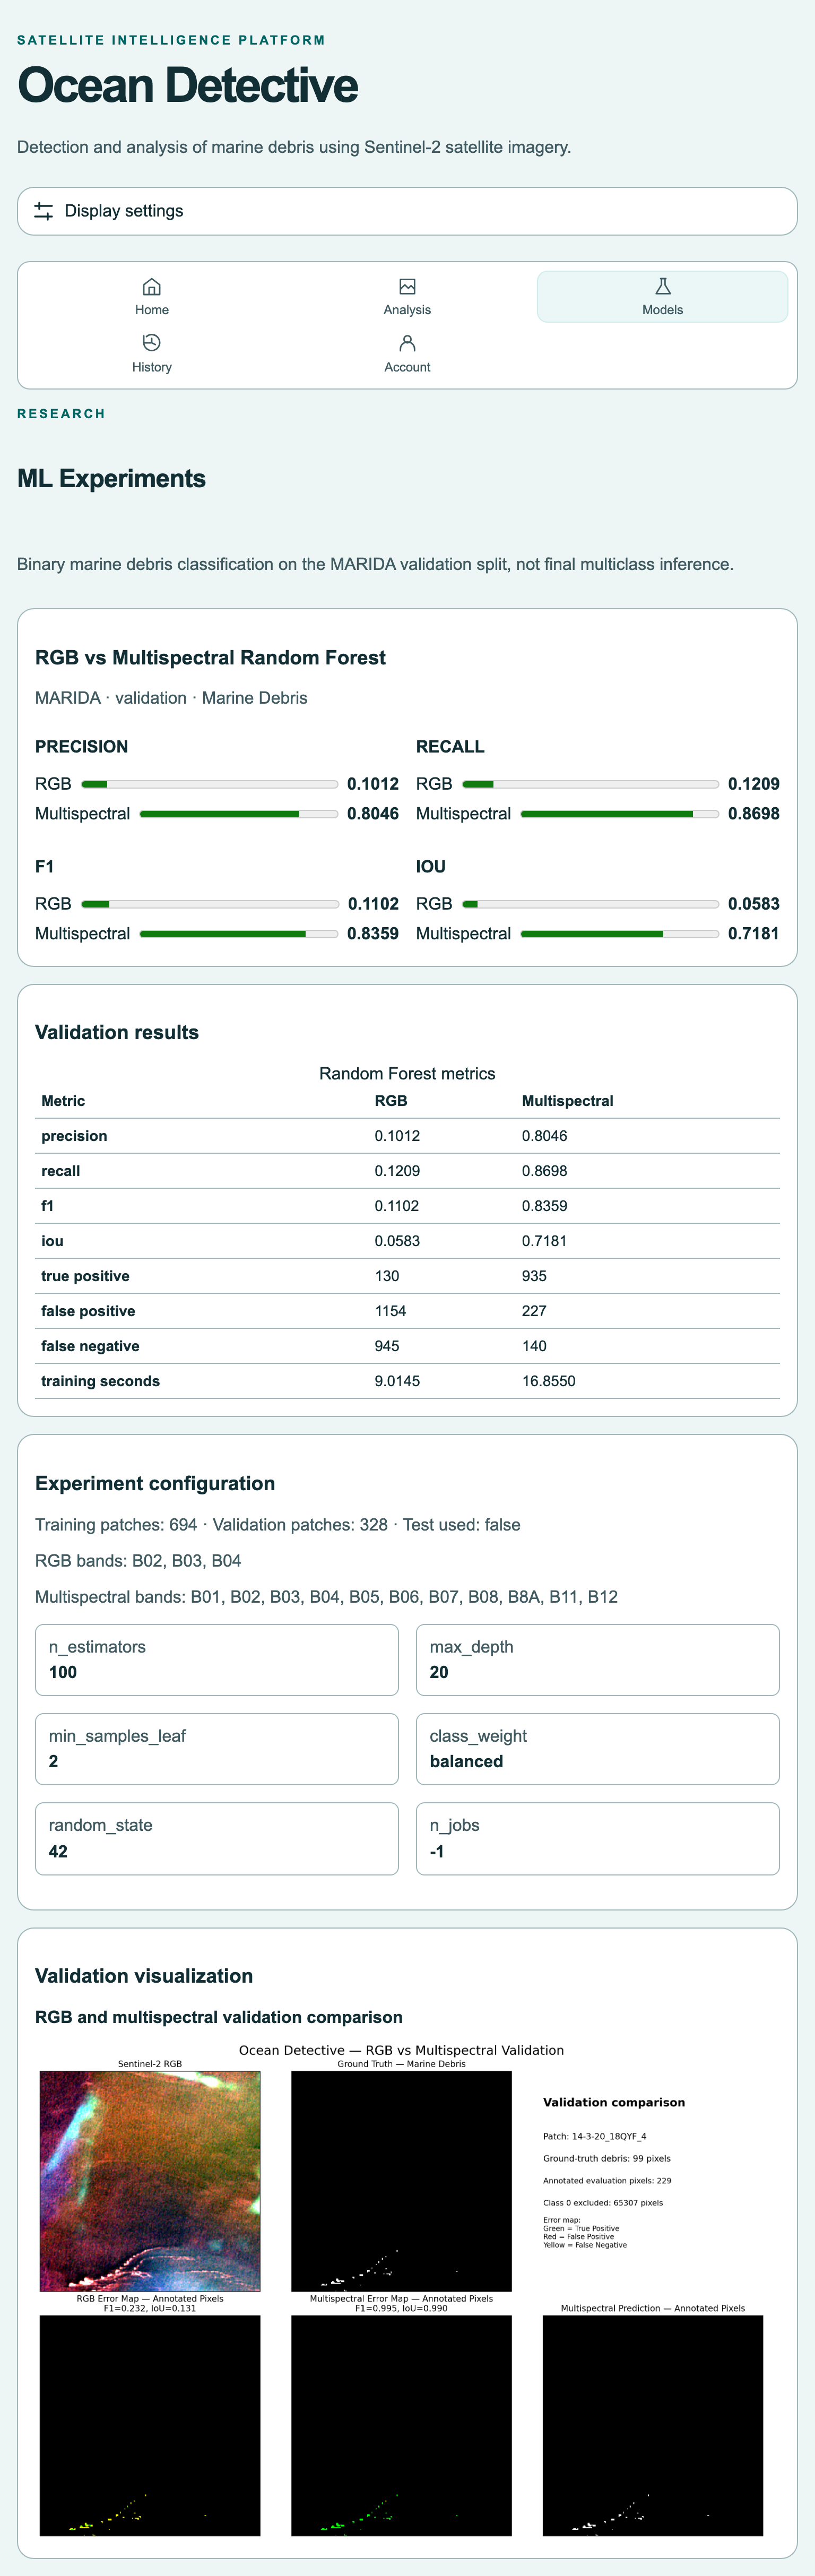 SATELLITE INTELLIGENCE PLATFORM
Ocean Detective
Detection and analysis of marine debris using Sentinel-2 satellite imagery.
Display settings
Home
Analysis
Models
History
Account
RESEARCH
ML Experiments
Binary marine debris classification on the MARIDA validation split, not final multiclass inference.
RGB vs Multispectral Random Forest
MARIDA · validation · Marine Debris
PRECISION
RGB 0.1012
Multispectral 0.8046
RECALL
RGB 0.1209
Multispectral 0.8698
F1
RGB 0.1102
Multispectral 0.8359
IOU
RGB 0.0583
Multispectral 0.7181
Validation results
Random Forest metrics
Metric RGB Multispectral
precision 0.1012 0.8046
recall 0.1209 0.8698
f1 0.1102 0.8359
iou 0.0583 0.7181
true positive 130 935
false positive 1154 227
false negative 945 140
training seconds 9.0145 16.8550
Experiment configuration
Training patches: 694 · Validation patches: 328 · Test used: false
RGB bands: B02, B03, B04
Multispectral bands: B01, B02, B03, B04, B05, B06, B07, B08, B8A, B11, B12
n_estimators
100
max_depth
20
min_samples_leaf
2
class_weight
balanced
random_state
42
n_jobs
-1
Validation visualization
RGB and multispectral validation comparison
Ocean Detective — RGB vs Multispectral Validation
Sentinel-2 RGB
Ground Truth — Marine Debris
Validation comparison
Patch: 14-3-20_18QYF_4
Ground-truth debris: 99 pixels
Annotated evaluation pixels: 229
Class 0 excluded: 65307 pixels
Error map:
Green = True Positive
Red = False Positive
Yellow = False Negative
RGB Error Map — Annotated Pixels
F1=0.232, IoU=0.131
Multispectral Error Map — Annotated Pixels
F1=0.995, IoU=0.990
Multispectral Prediction — Annotated Pixels